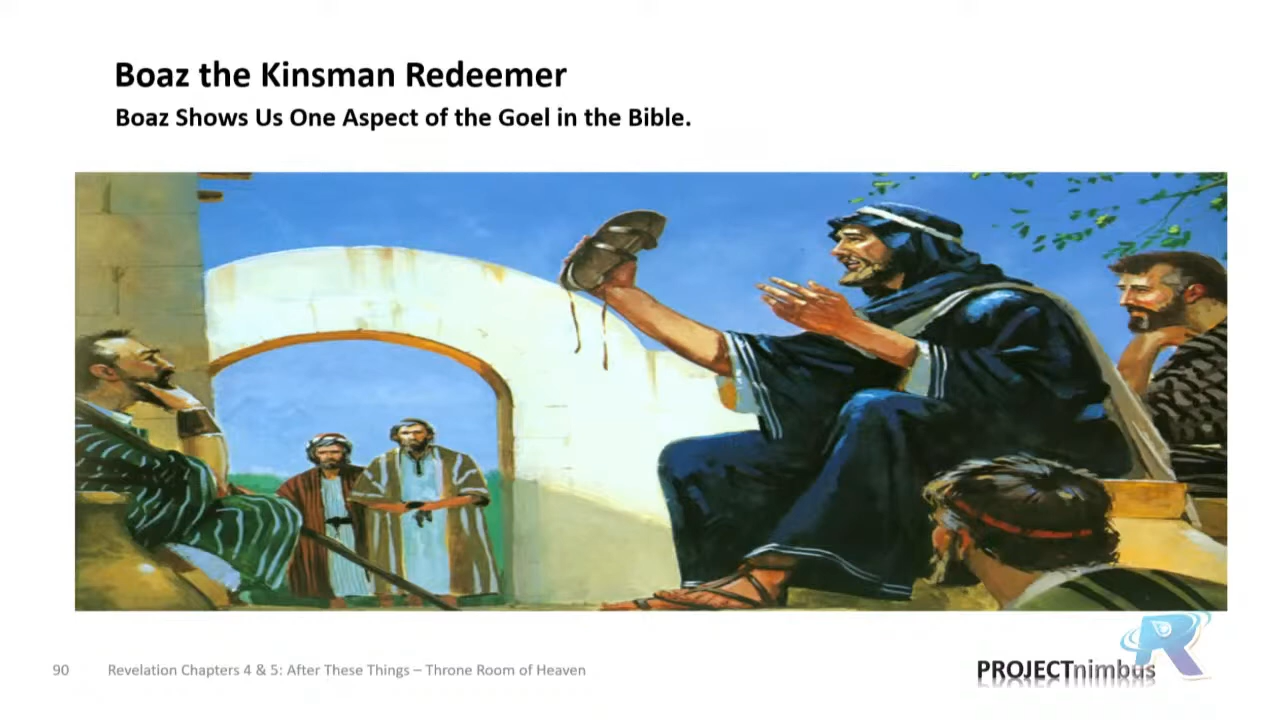 Boaz the Kinsman Redeemer
Boaz Shows Us One Aspect of the Goel in the Bible.
90 Revelation Chapters 4 & 5: After These Things – Throne Room of Heaven
PROJECTnimbus
R